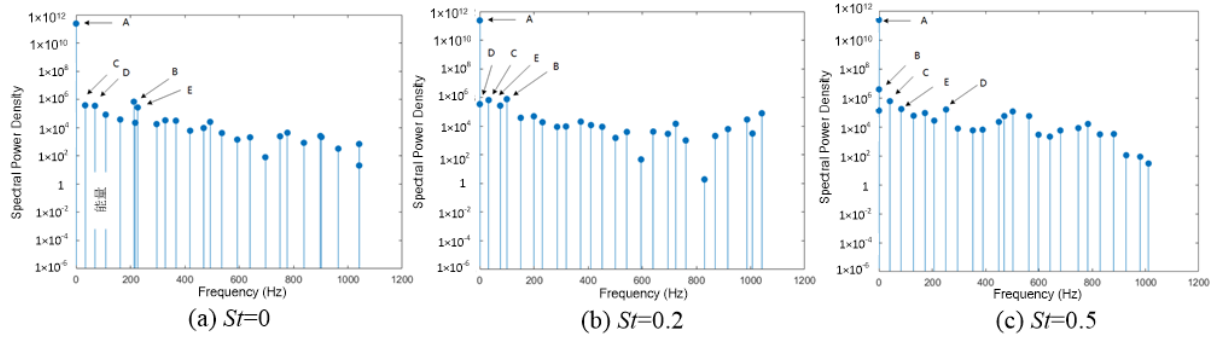 1×10¹²
1×10¹⁰
1×10⁸
1×10⁶
1×10⁴
1×10²
1
1×10⁻²
1×10⁻⁴
1×10⁻⁶
Spectral Power Density
A
C
D
B
E
能量
0
200
400
600
800
1000
1200
Frequency (Hz)
(a) St=0
1×10¹²
1×10¹⁰
1×10⁸
1×10⁶
1×10⁴
1×10²
1
1×10⁻²
1×10⁻⁴
1×10⁻⁶
Spectral Power Density
A
D
C
E
B
0
200
400
600
800
1000
1200
Frequency (Hz)
(b) St=0.2
1×10¹²
1×10¹⁰
1×10⁸
1×10⁶
1×10⁴
1×10²
1
1×10⁻²
1×10⁻⁴
1×10⁻⁶
Spectral Power Density
A
B
C
E
D
0
200
400
600
800
1000
1200
Frequency (Hz)
(c) St=0.5